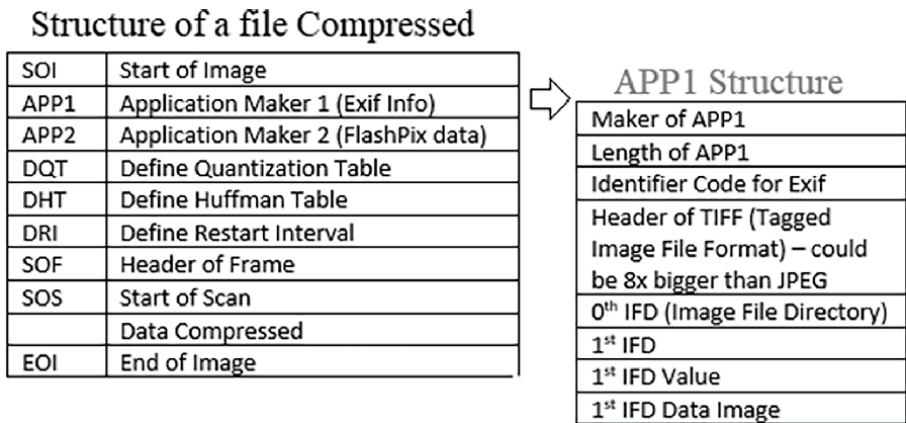 Structure of a file Compressed
SOI Start of Image
APP1 Application Maker 1 (Exif Info)
APP2 Application Maker 2 (FlashPix data)
DQT Define Quantization Table
DHT Define Huffman Table
DRI Define Restart Interval
SOF Header of Frame
SOS Start of Scan
Data Compressed
EOI End of Image
APP1 Structure
Maker of APP1
Length of APP1
Identifier Code for Exif
Header of TIFF (Tagged
Image File Format) – could
be 8x bigger than JPEG
0th IFD (Image File Directory)
1st IFD
1st IFD Value
1st IFD Data Image